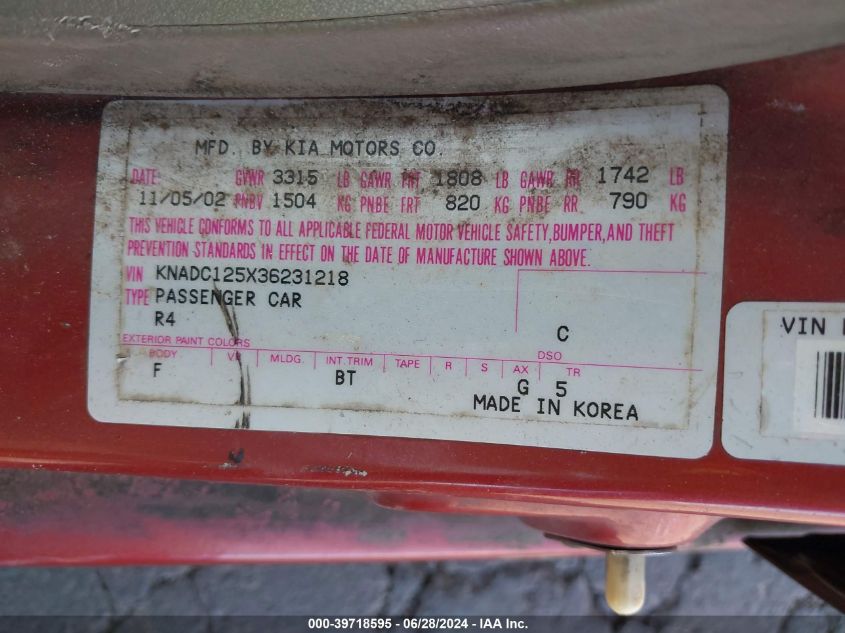 MFD. BY KIA MOTORS CO.
DATE GVWR 3315 LB GAWR FRT 1808 LB GAWR RR 1742 LB
11/05/02 PNBV 1504 KG PNBE FRT 820 KG PNBE RR. 790 KG
THIS VEHICLE CONFORMS TO ALL APPLICABLE FEDERAL MOTOR VEHICLE SAFETY, BUMPER, AND THEFT
PREVENTION STANDARDS IN EFFECT ON THE DATE OF MANUFACTURE SHOWN ABOVE.
VIN KNADC125X36231218
TYPE PASSENGER CAR
R4 C
EXTERIOR PAINT COLORS DSO
BODY MLDG. INT.TRIM TAPE R S AX TR
F BT G 5
MADE IN KOREA
VIN
000-39718595 - 06/28/2024 - IAA Inc.